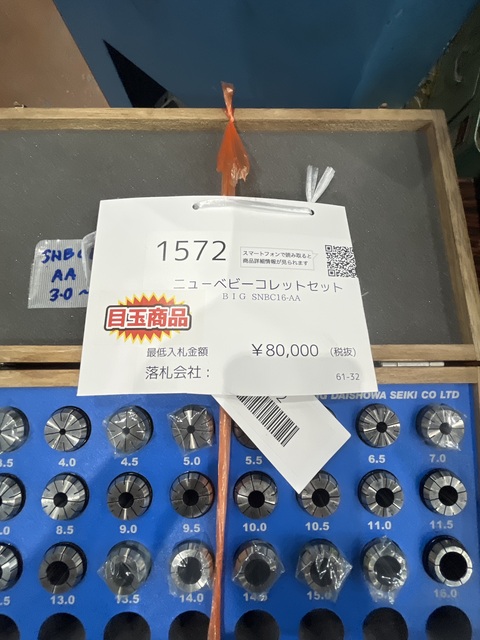 SNBC
AA
3.0～
1572
スマートフォンで読み取ると
商品詳細情報が見られます
ニューベビーコレットセット
BIG SNBC16-AA
目玉商品
最低入札金額 ￥80,000 (税抜)
落札会社：
61-32
DAISHOWA SEIKI CO LTD
4.0 4.5 5.0 5.5 6.5 7.0
8.5 9.0 9.5 10.0 10.5 11.0 11.5
13.0 13.5 14.0 16.0